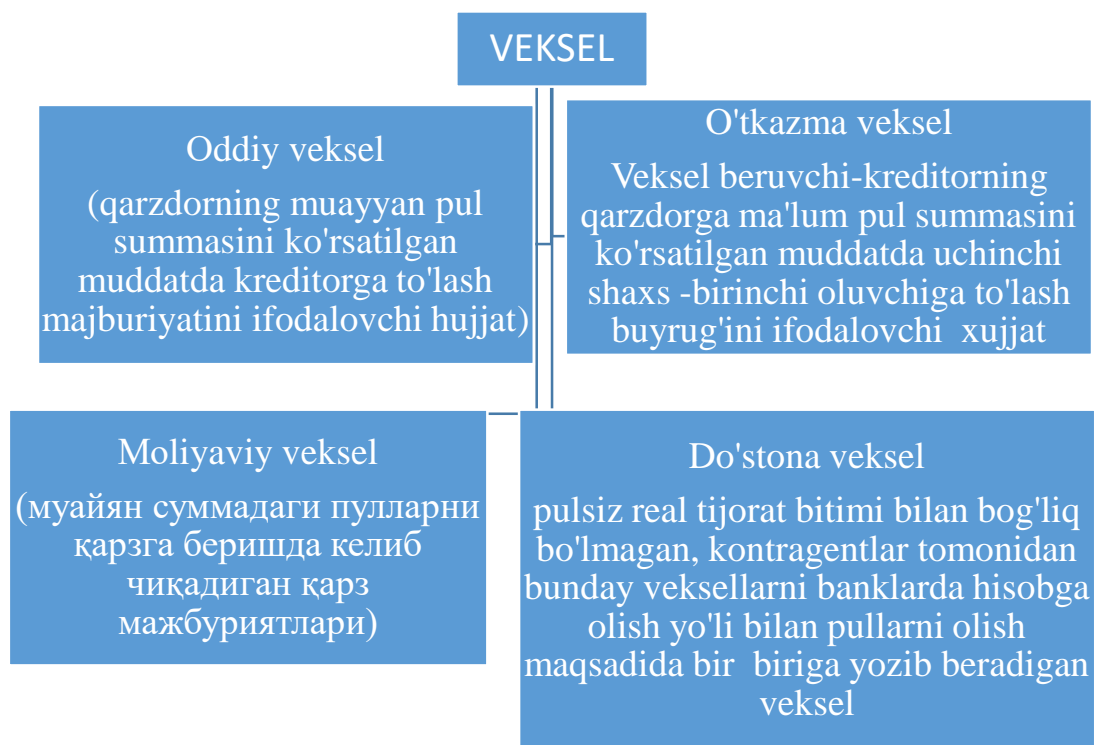 VEKSEL
Oddiy veksel
(qarzdorning muayyan pul
summasini ko'rsatilgan
muddatda kreditorga to'lash
majburiyatini ifodalovchi hujjat)
O'tkazma veksel
Veksel beruvchi-kreditorning
qarzdorga ma'lum pul summasini
ko'rsatilgan muddatda uchinchi
shaxs -birinchi oluvchiga to'lash
buyrug'ini ifodalovchi xujjat
Moliyaviy veksel
(муайян суммадаги пулларни
қарзга беришда келиб
чиқадиган қарз
мажбуриятлари)
Do'stona veksel
pulsiz real tijorat bitimi bilan bog'liq
bo'lmagan, kontragentlar tomonidan
bunday veksellarni banklarda hisobga
olish yo'li bilan pullarni olish
maqsadida bir biriga yozib beradigan
veksel